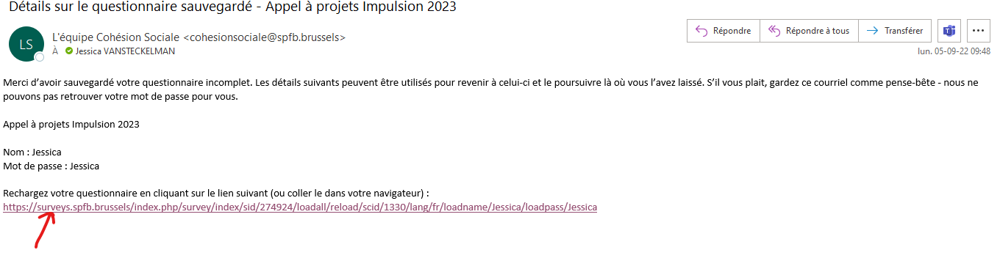 Détails sur le questionnaire sauvegardé - Appel à projets Impulsion 2023
LS
L'équipe Cohésion Sociale <cohesionsociale@spfb.brussels>
À Jessica VANSTECKELMAN
Répondre
Répondre à tous
Transférer
lun. 05-09-22 09:48
Merci d’avoir sauvegardé votre questionnaire incomplet. Les détails suivants peuvent être utilisés pour revenir à celui-ci et le poursuivre là où vous l’avez laissé. S’il vous plait, gardez ce courriel comme pense-bête - nous ne
pouvons pas retrouver votre mot de passe pour vous.
Appel à projets Impulsion 2023
Nom : Jessica
Mot de passe : Jessica
Rechargez votre questionnaire en cliquant sur le lien suivant (ou coller le dans votre navigateur) :
https://surveys.spfb.brussels/index.php/survey/index/sid/274924/loadall/reload/scid/1330/lang/fr/loadname/Jessica/loadpass/Jessica